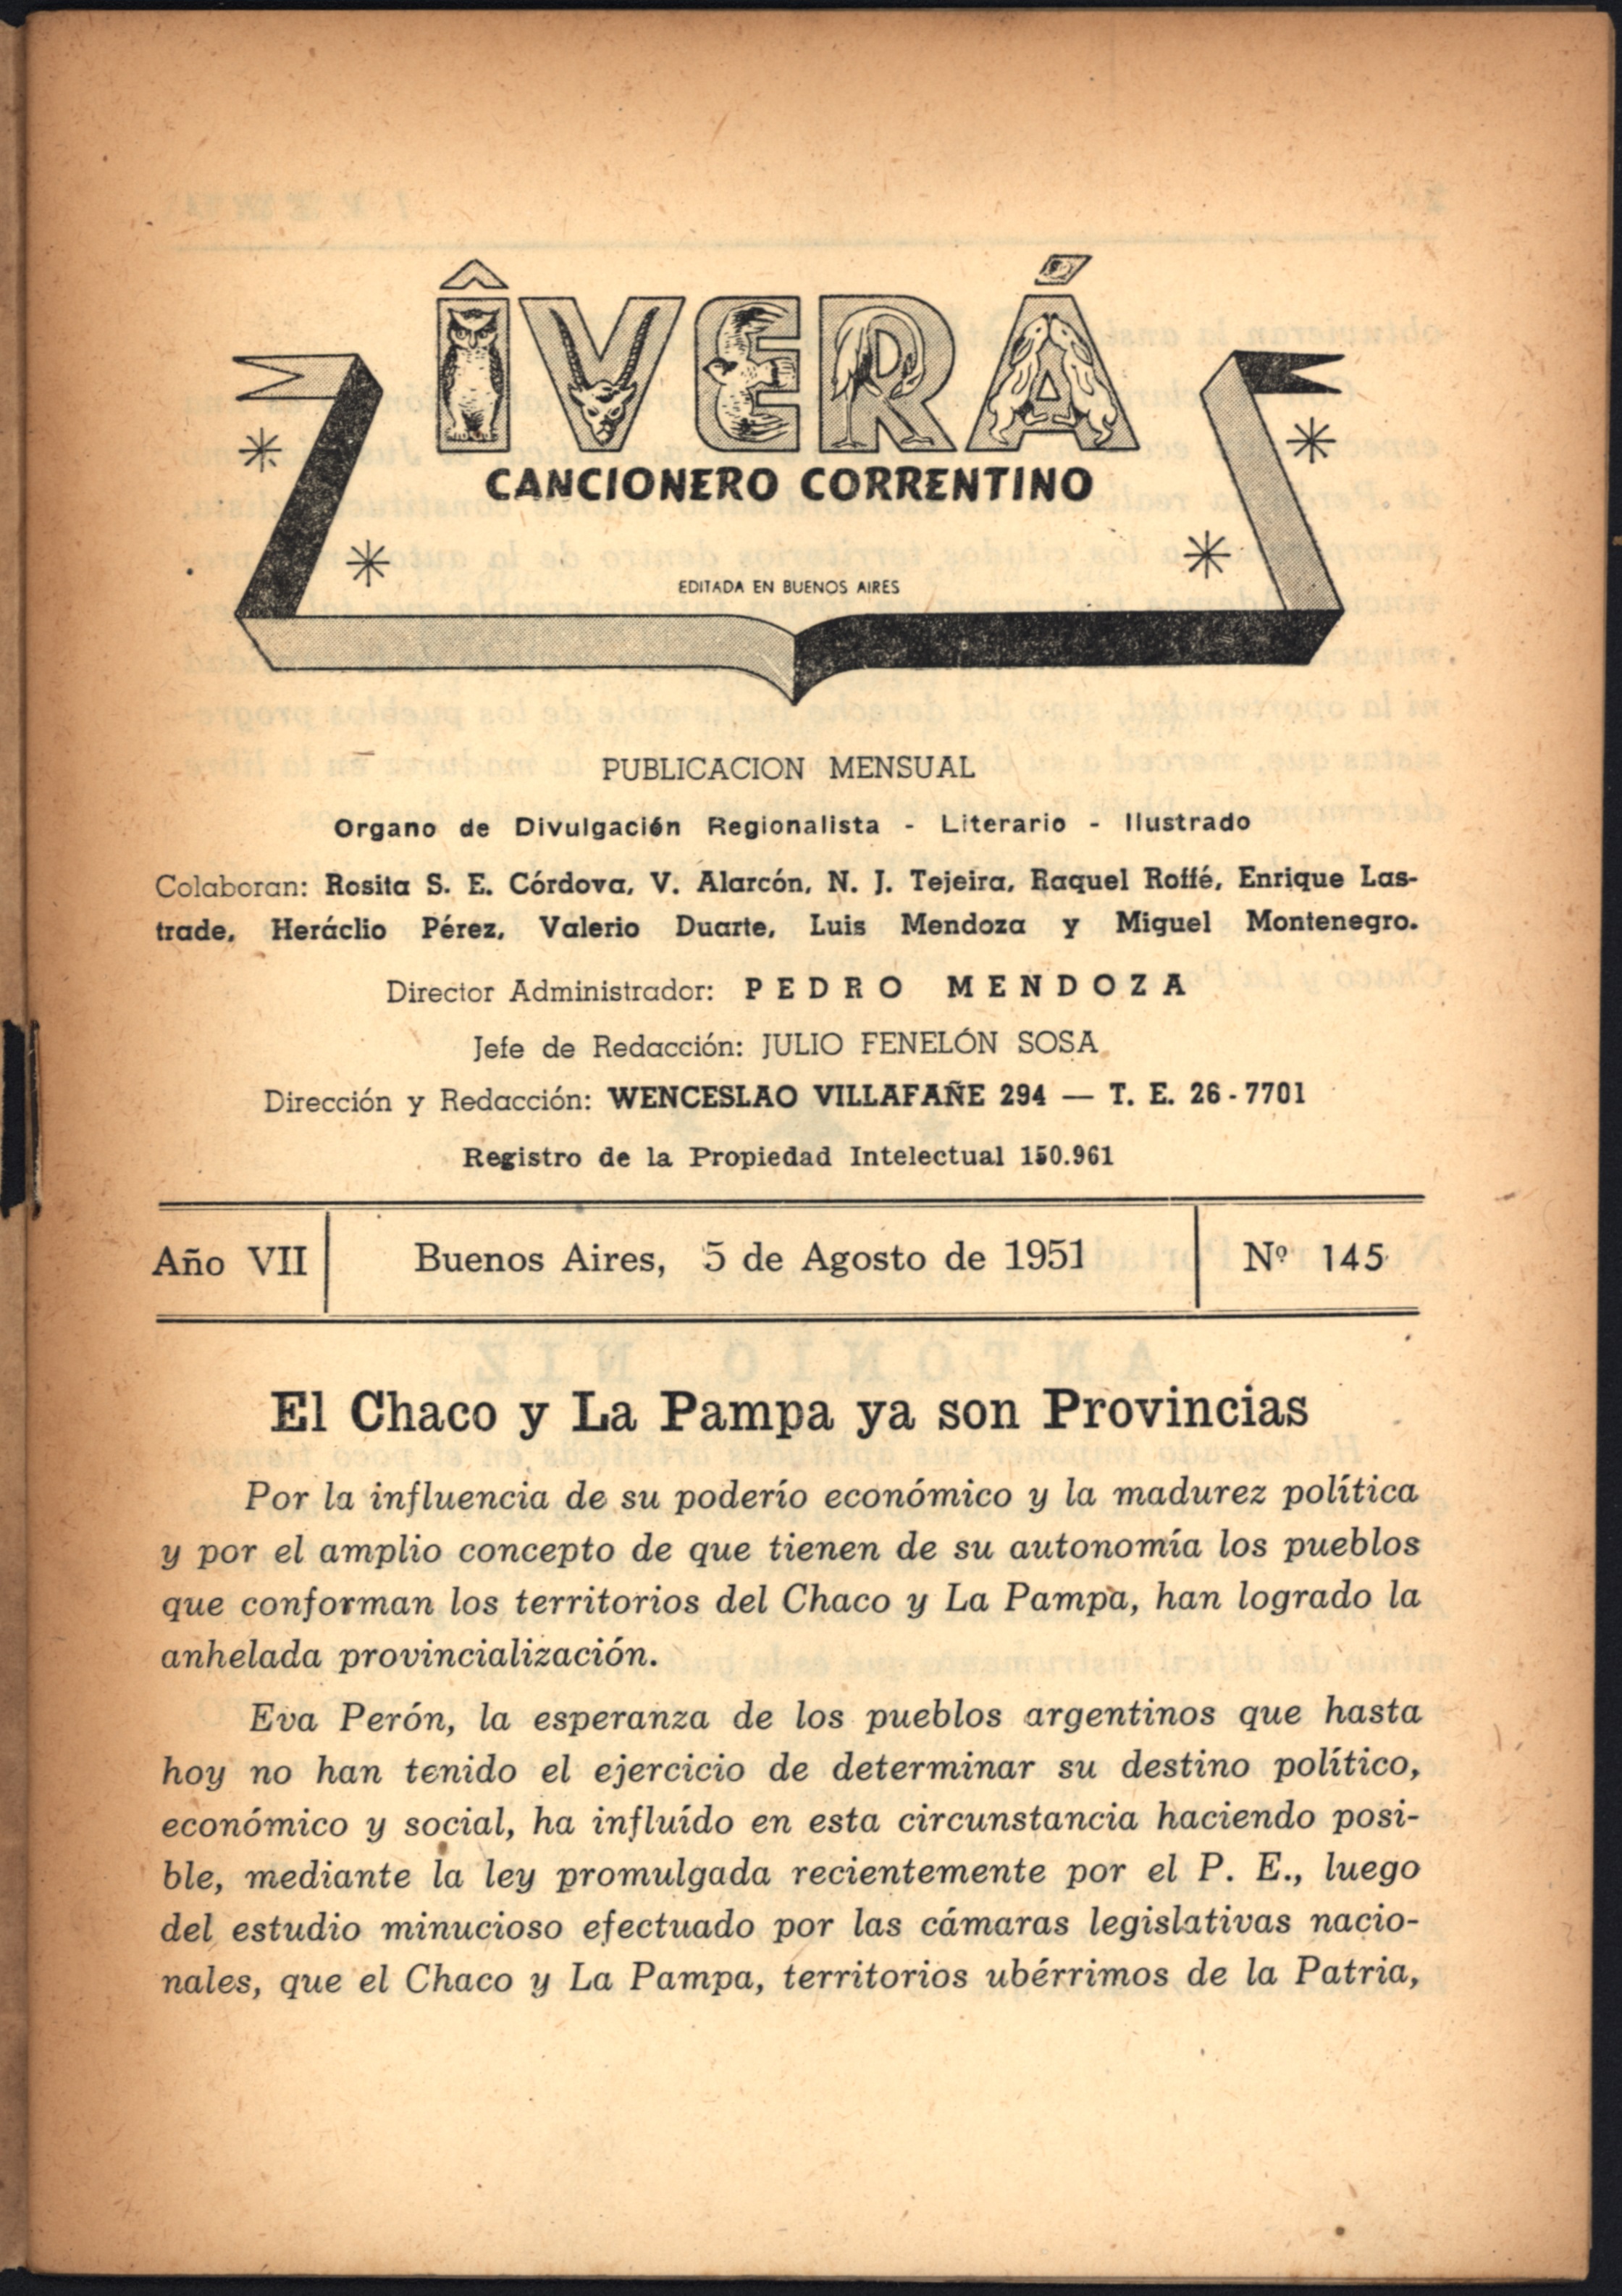 ÎVERÁ
CANCIONERO CORRENTINO
EDITADA EN BUENOS AIRES
PUBLICACION MENSUAL
Organo de Divulgación Regionalista - Literario - Ilustrado
Colaboran: Rosita S. E. Córdova, V. Alarcón, N. J. Tejeira, Raquel Roffé, Enrique Las-
trade, Heráclio Pérez, Valerio Duarte, Luis Mendoza y Miguel Montenegro.
Director Administrador: PEDRO MENDOZA
Jefe de Redacción: JULIO FENELÓN SOSA
Dirección y Redacción: WENCESLAO VILLAFAÑE 294 — T. E. 26-7701
Registro de la Propiedad Intelectual 150.961
Año VII Buenos Aires, 5 de Agosto de 1951 Nº 145
El Chaco y La Pampa ya son Provincias
Por la influencia de su poderío económico y la madurez política
y por el amplio concepto de que tienen de su autonomía los pueblos
que conforman los territorios del Chaco y La Pampa, han logrado la
anhelada provincialización.
Eva Perón, la esperanza de los pueblos argentinos que hasta
hoy no han tenido el ejercicio de determinar su destino político,
económico y social, ha influído en esta circunstancia haciendo posi-
ble, mediante la ley promulgada recientemente por el P. E., luego
del estudio minucioso efectuado por las cámaras legislativas nacio-
nales, que el Chaco y La Pampa, territorios ubérrimos de la Patria,